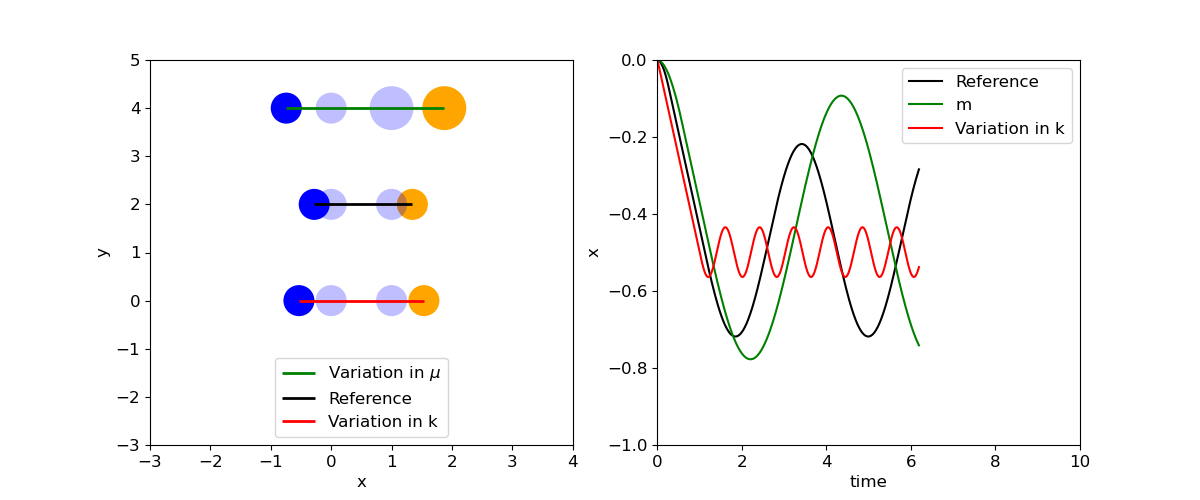 5
4
3
2
1
0
−1
−2
−3
y
−3 −2 −1 0 1 2 3 4
x
Variation in μ
Reference
Variation in k
0.0
−0.2
−0.4
−0.6
−0.8
−1.0
x
0 2 4 6 8 10
time
Reference
m
Variation in k